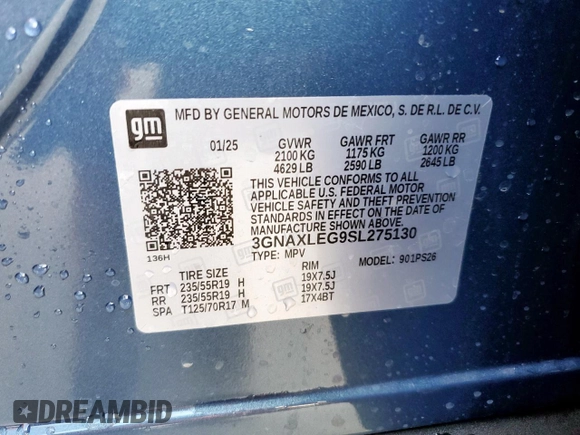 gm
MFD BY GENERAL MOTORS DE MEXICO, S. DE R.L. DE C.V.
01/25 GVWR GAWR FRT GAWR RR
2100 KG 1175 KG 1200 KG
4629 LB 2590 LB 2645 LB
THIS VEHICLE CONFORMS TO ALL
APPLICABLE U.S. FEDERAL MOTOR
VEHICLE SAFETY AND THEFT PREVENTION
STANDARDS IN EFFECT ON THE DATE OF
MANUFACTURE SHOWN ABOVE.
3GNAXLEG9SL275130
136H
TYPE: MPV MODEL: 901PS26
TIRE SIZE RIM
FRT 235/55R19 H 19X7.5J
RR 235/55R19 H 19X7.5J
SPA T125/70R17 M 17X4BT
DREAMBID